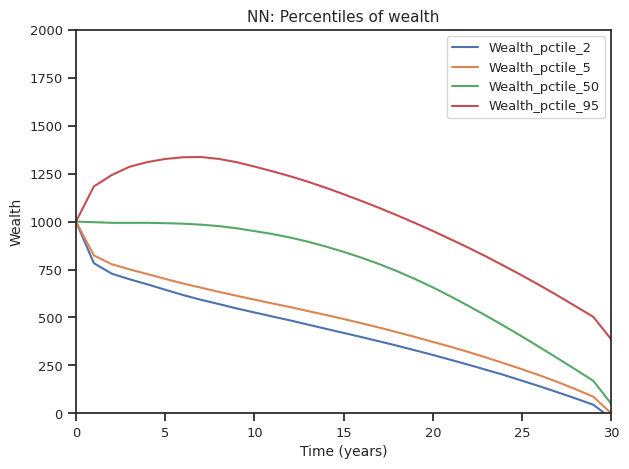 NN: Percentiles of wealth
2000
1750
1500
1250
1000
750
500
250
0
Wealth
Wealth_pctile_2
Wealth_pctile_5
Wealth_pctile_50
Wealth_pctile_95
0 5 10 15 20 25 30
Time (years)